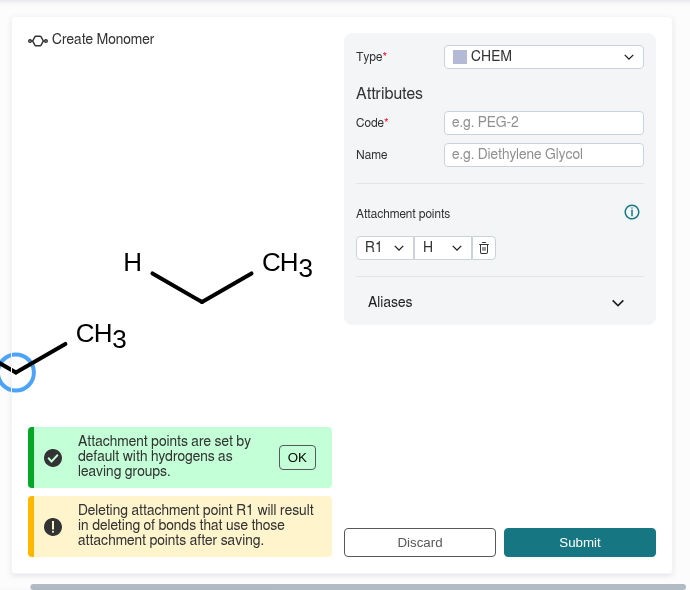 Create Monomer
Type*
CHEM
Attributes
Code*
e.g. PEG-2
Name
e.g. Diethylene Glycol
Attachment points
R1
H
Aliases
H
CH3
CH3
Attachment points are set by
default with hydrogens as
leaving groups.
OK
Deleting attachment point R1 will result
in deleting of bonds that use those
attachment points after saving.
Discard
Submit